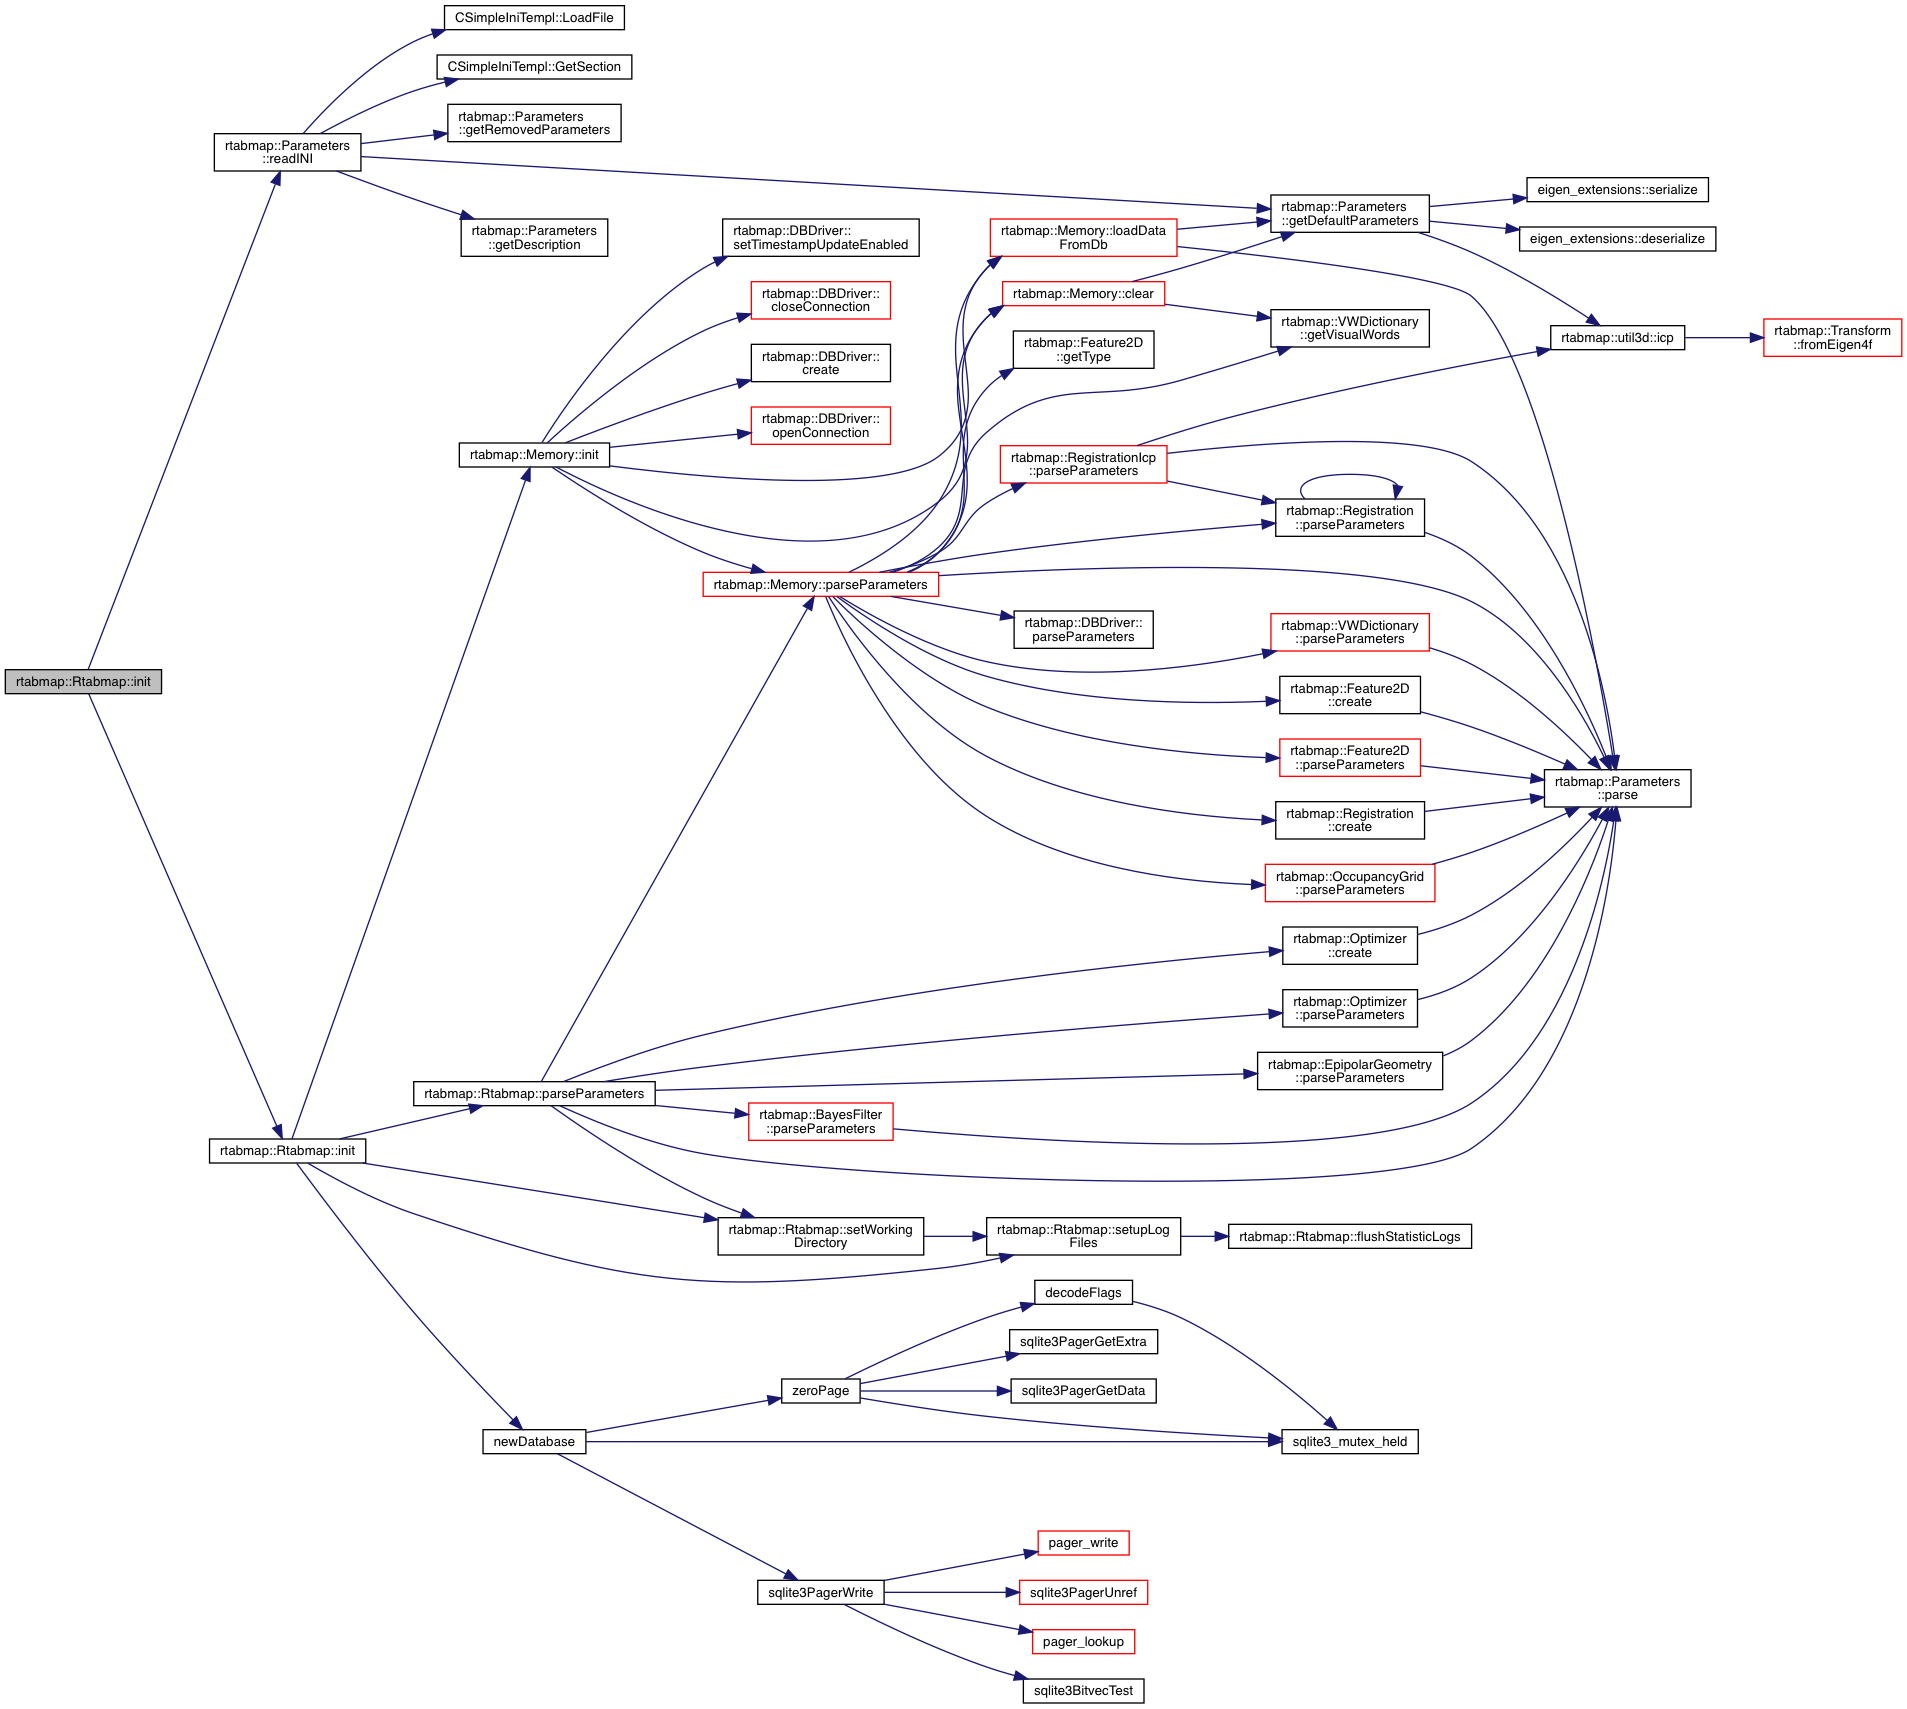 CSimpleIniTempl::LoadFile
CSimpleIniTempl::GetSection
rtabmap::Parameters
::getRemovedParameters
rtabmap::Parameters
::readINI
rtabmap::Parameters
::getDescription
rtabmap::Parameters
::getDefaultParameters
eigen_extensions::serialize
eigen_extensions::deserialize
rtabmap::DBDriver::
setTimestampUpdateEnabled
rtabmap::Memory::loadData
FromDb
rtabmap::DBDriver::
closeConnection
rtabmap::Memory::clear
rtabmap::VWDictionary
::getVisualWords
rtabmap::util3d::icp
rtabmap::Transform
::fromEigen4f
rtabmap::DBDriver::
create
rtabmap::Feature2D
::getType
rtabmap::DBDriver::
openConnection
rtabmap::Memory::init
rtabmap::RegistrationIcp
::parseParameters
rtabmap::Registration
::parseParameters
rtabmap::Memory::parseParameters
rtabmap::DBDriver::
parseParameters
rtabmap::VWDictionary
::parseParameters
rtabmap::Rtabmap::init
rtabmap::Feature2D
::create
rtabmap::Feature2D
::parseParameters
rtabmap::Parameters
::parse
rtabmap::Registration
::create
rtabmap::OccupancyGrid
::parseParameters
rtabmap::Optimizer
::create
rtabmap::Optimizer
::parseParameters
rtabmap::EpipolarGeometry
::parseParameters
rtabmap::Rtabmap::parseParameters
rtabmap::BayesFilter
::parseParameters
rtabmap::Rtabmap::init
rtabmap::Rtabmap::setWorking
Directory
rtabmap::Rtabmap::setupLog
Files
rtabmap::Rtabmap::flushStatisticLogs
decodeFlags
sqlite3PagerGetExtra
zeroPage
sqlite3PagerGetData
newDatabase
sqlite3_mutex_held
pager_write
sqlite3PagerWrite
sqlite3PagerUnref
pager_lookup
sqlite3BitvecTest